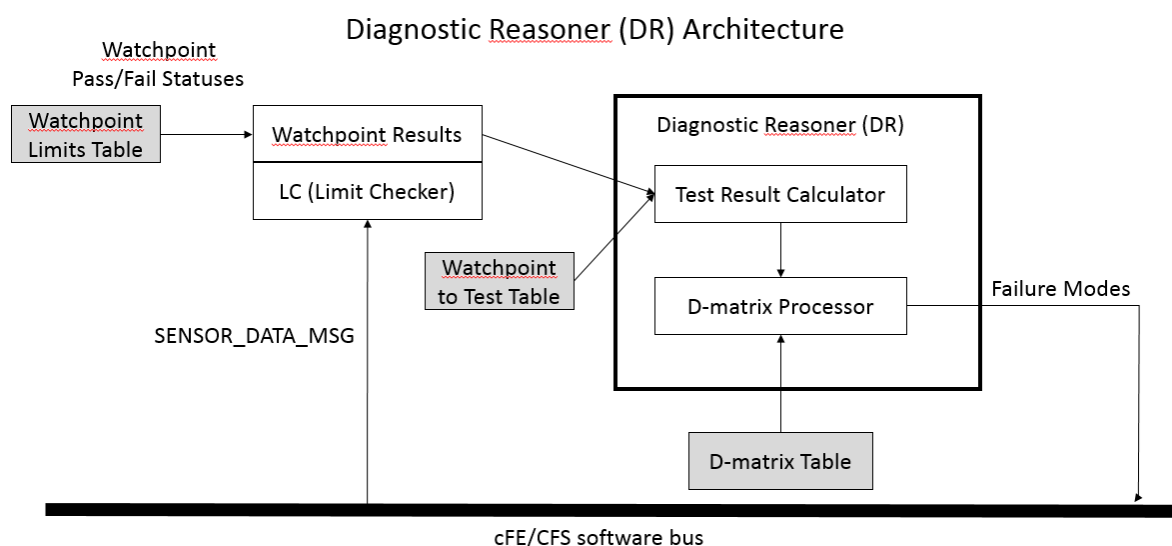 Diagnostic Reasoner (DR) Architecture
Watchpoint
Pass/Fail Statuses
Watchpoint
Limits Table
Watchpoint Results
LC (Limit Checker)
Diagnostic Reasoner (DR)
Test Result Calculator
Watchpoint
to Test Table
D-matrix Processor
Failure Modes
SENSOR_DATA_MSG
D-matrix Table
cFE/CFS software bus